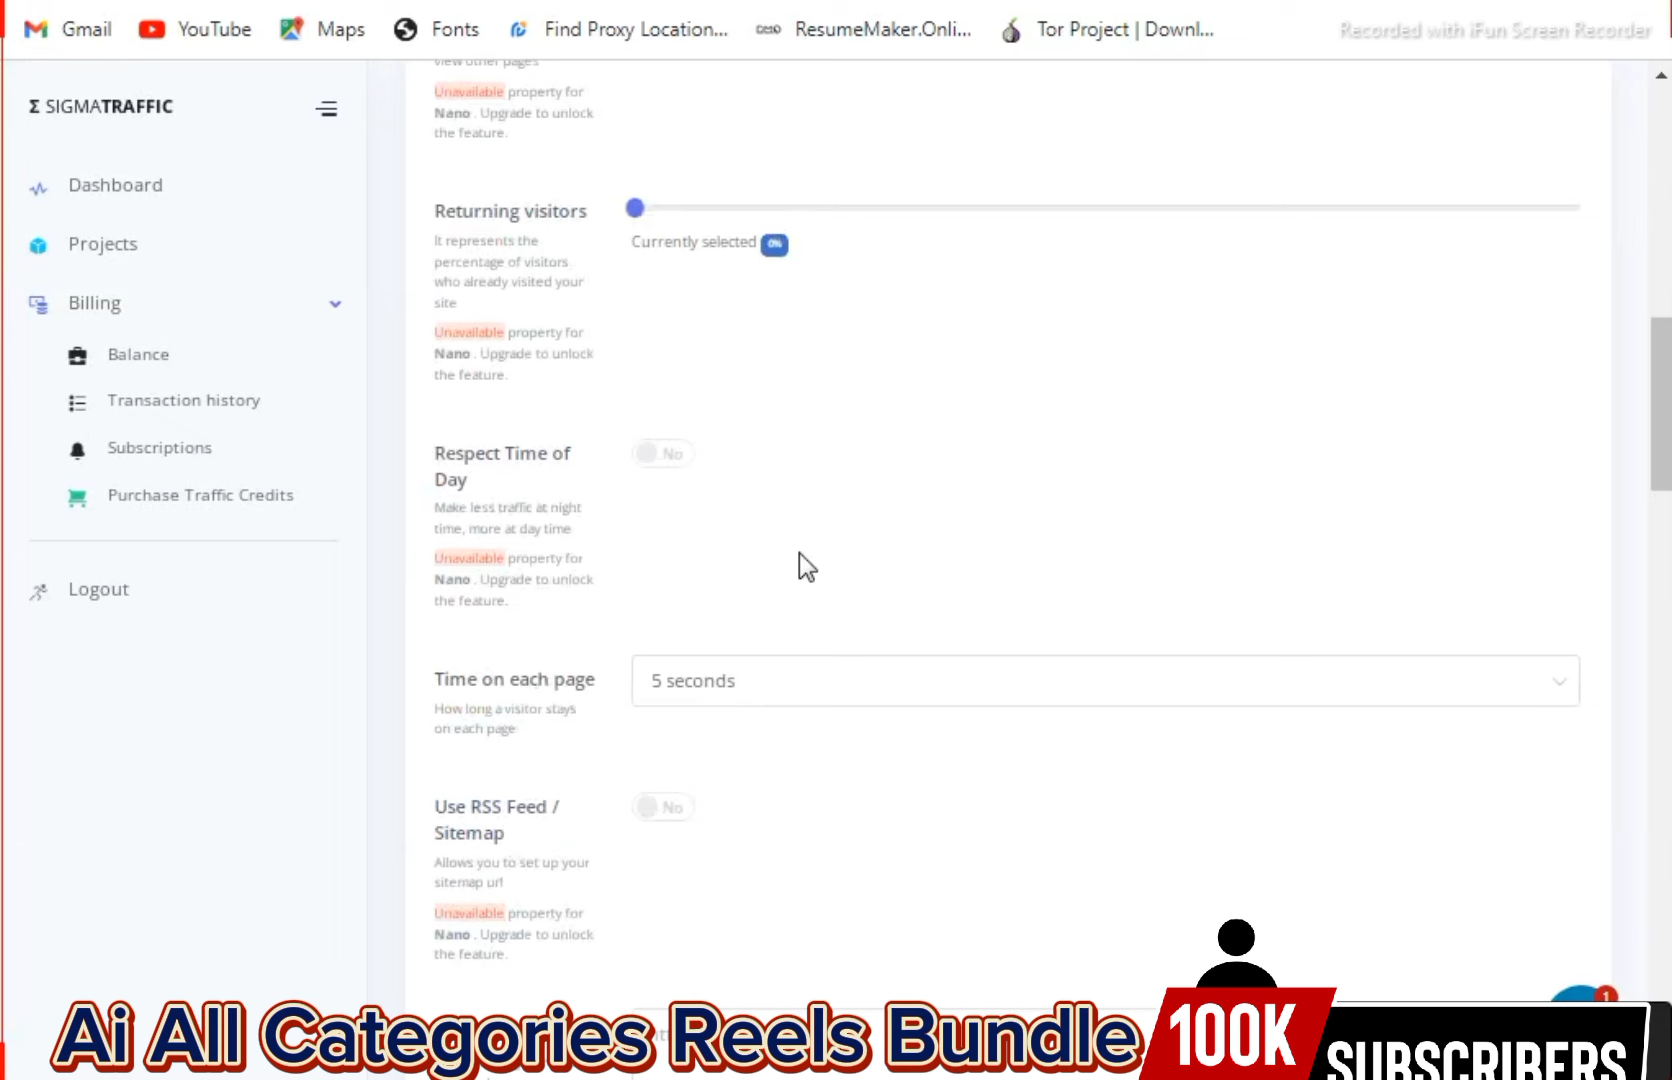 Gmail
YouTube
Maps
Fonts
Find Proxy Location...
ResumeMaker.Onli...
Tor Project | Downl...
Recorded with iFun Screen Recorder
Σ SIGMATRAFFIC
Dashboard
Projects
Billing
Balance
Transaction history
Subscriptions
Purchase Traffic Credits
Logout
view other pages
Unavailable property for
Nano . Upgrade to unlock
the feature.
Returning visitors
It represents the
percentage of visitors
who already visited your
site
Unavailable property for
Nano . Upgrade to unlock
the feature.
Currently selected 0%
Respect Time of
Day
Make less traffic at night
time, more at day time
Unavailable property for
Nano . Upgrade to unlock
the feature.
No
Time on each page
How long a visitor stays
on each page
5 seconds
Use RSS Feed /
Sitemap
Allows you to set up your
sitemap url
Unavailable property for
Nano . Upgrade to unlock
the feature.
No
1
Ai All Categories Reels Bundle
100K
SUBSCRIBERS